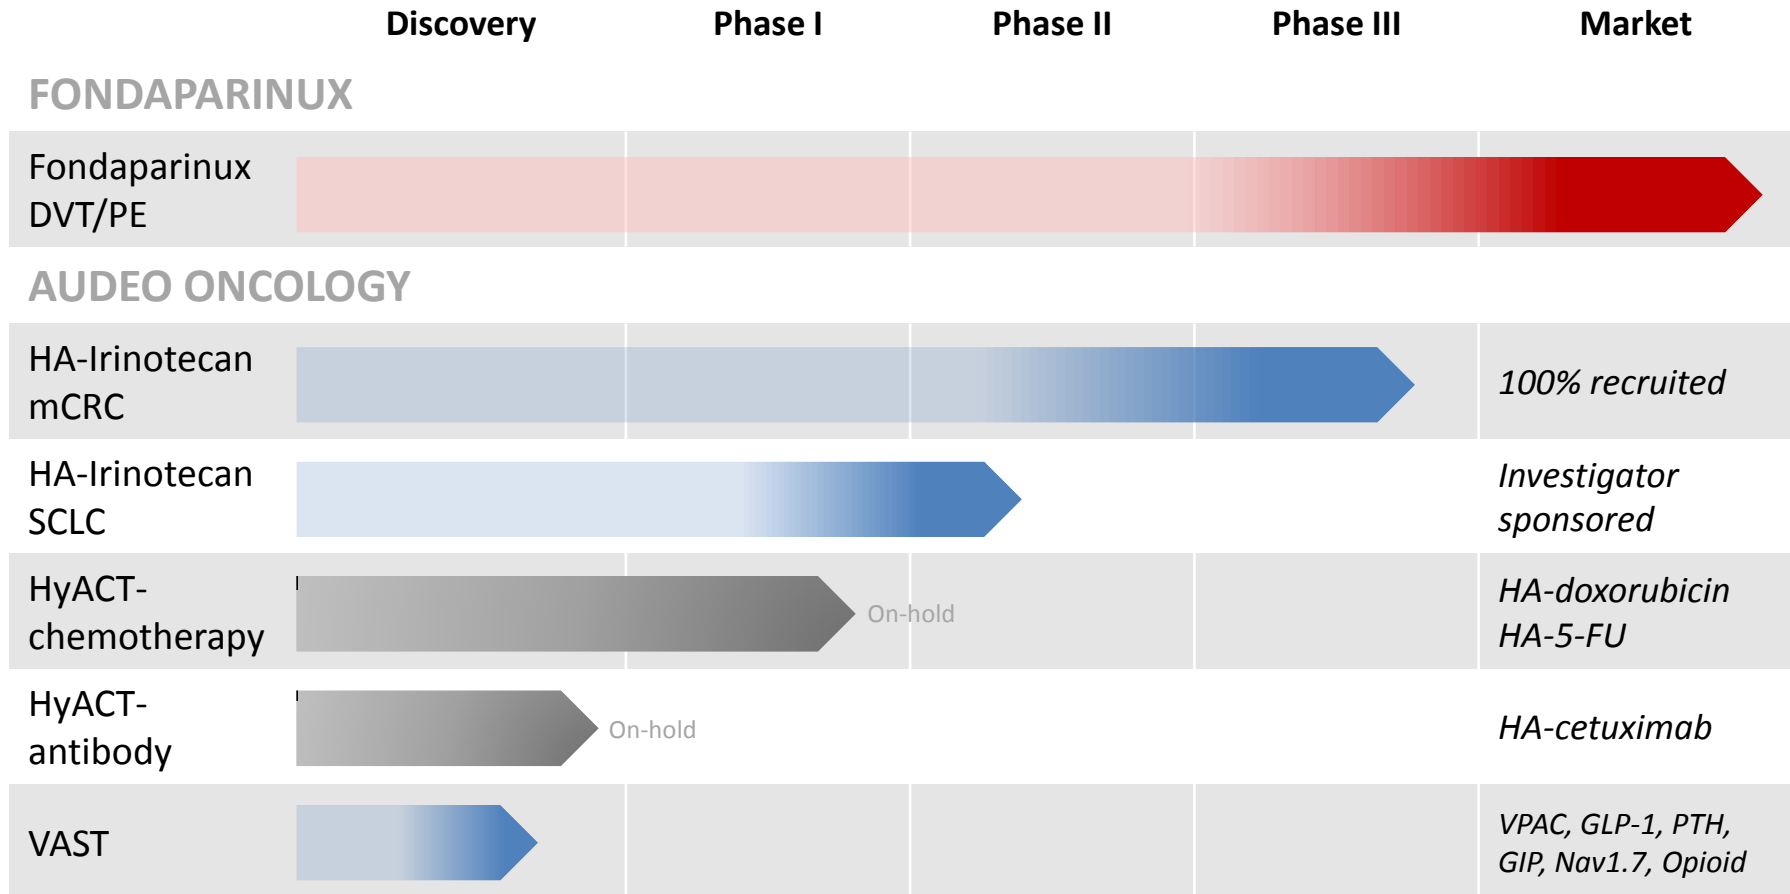 Discovery Phase I Phase II Phase III Market
FONDAPARINUX
Fondaparinux
DVT/PE
AUDEO ONCOLOGY
HA-Irinotecan
mCRC
100% recruited
HA-Irinotecan
SCLC
Investigator
sponsored
HyACT-
chemotherapy
On-hold
HA-doxorubicin
HA-5-FU
HyACT-
antibody
On-hold
HA-cetuximab
VAST
VPAC, GLP-1, PTH,
GIP, Nav1.7, Opioid